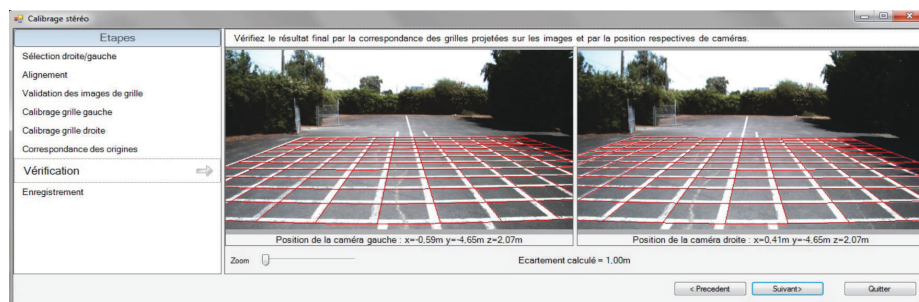 Calibrage stéréo
Etapes
Sélection droite/gauche
Alignement
Validation des images de grille
Calibrage grille gauche
Calibrage grille droite
Correspondance des origines
Vérification
Enregistrement
Vérifiez le résultat final par la correspondance des grilles projetées sur les images et par la position respectives de caméras.
Position de la caméra gauche : x=-0,59m y=-4,65m z=2,07m
Position de la caméra droite : x=0,41m y=-4,65m z=2,07m
Zoom
Ecartement calculé = 1,00m
< Precedent
Suivant>
Quitter